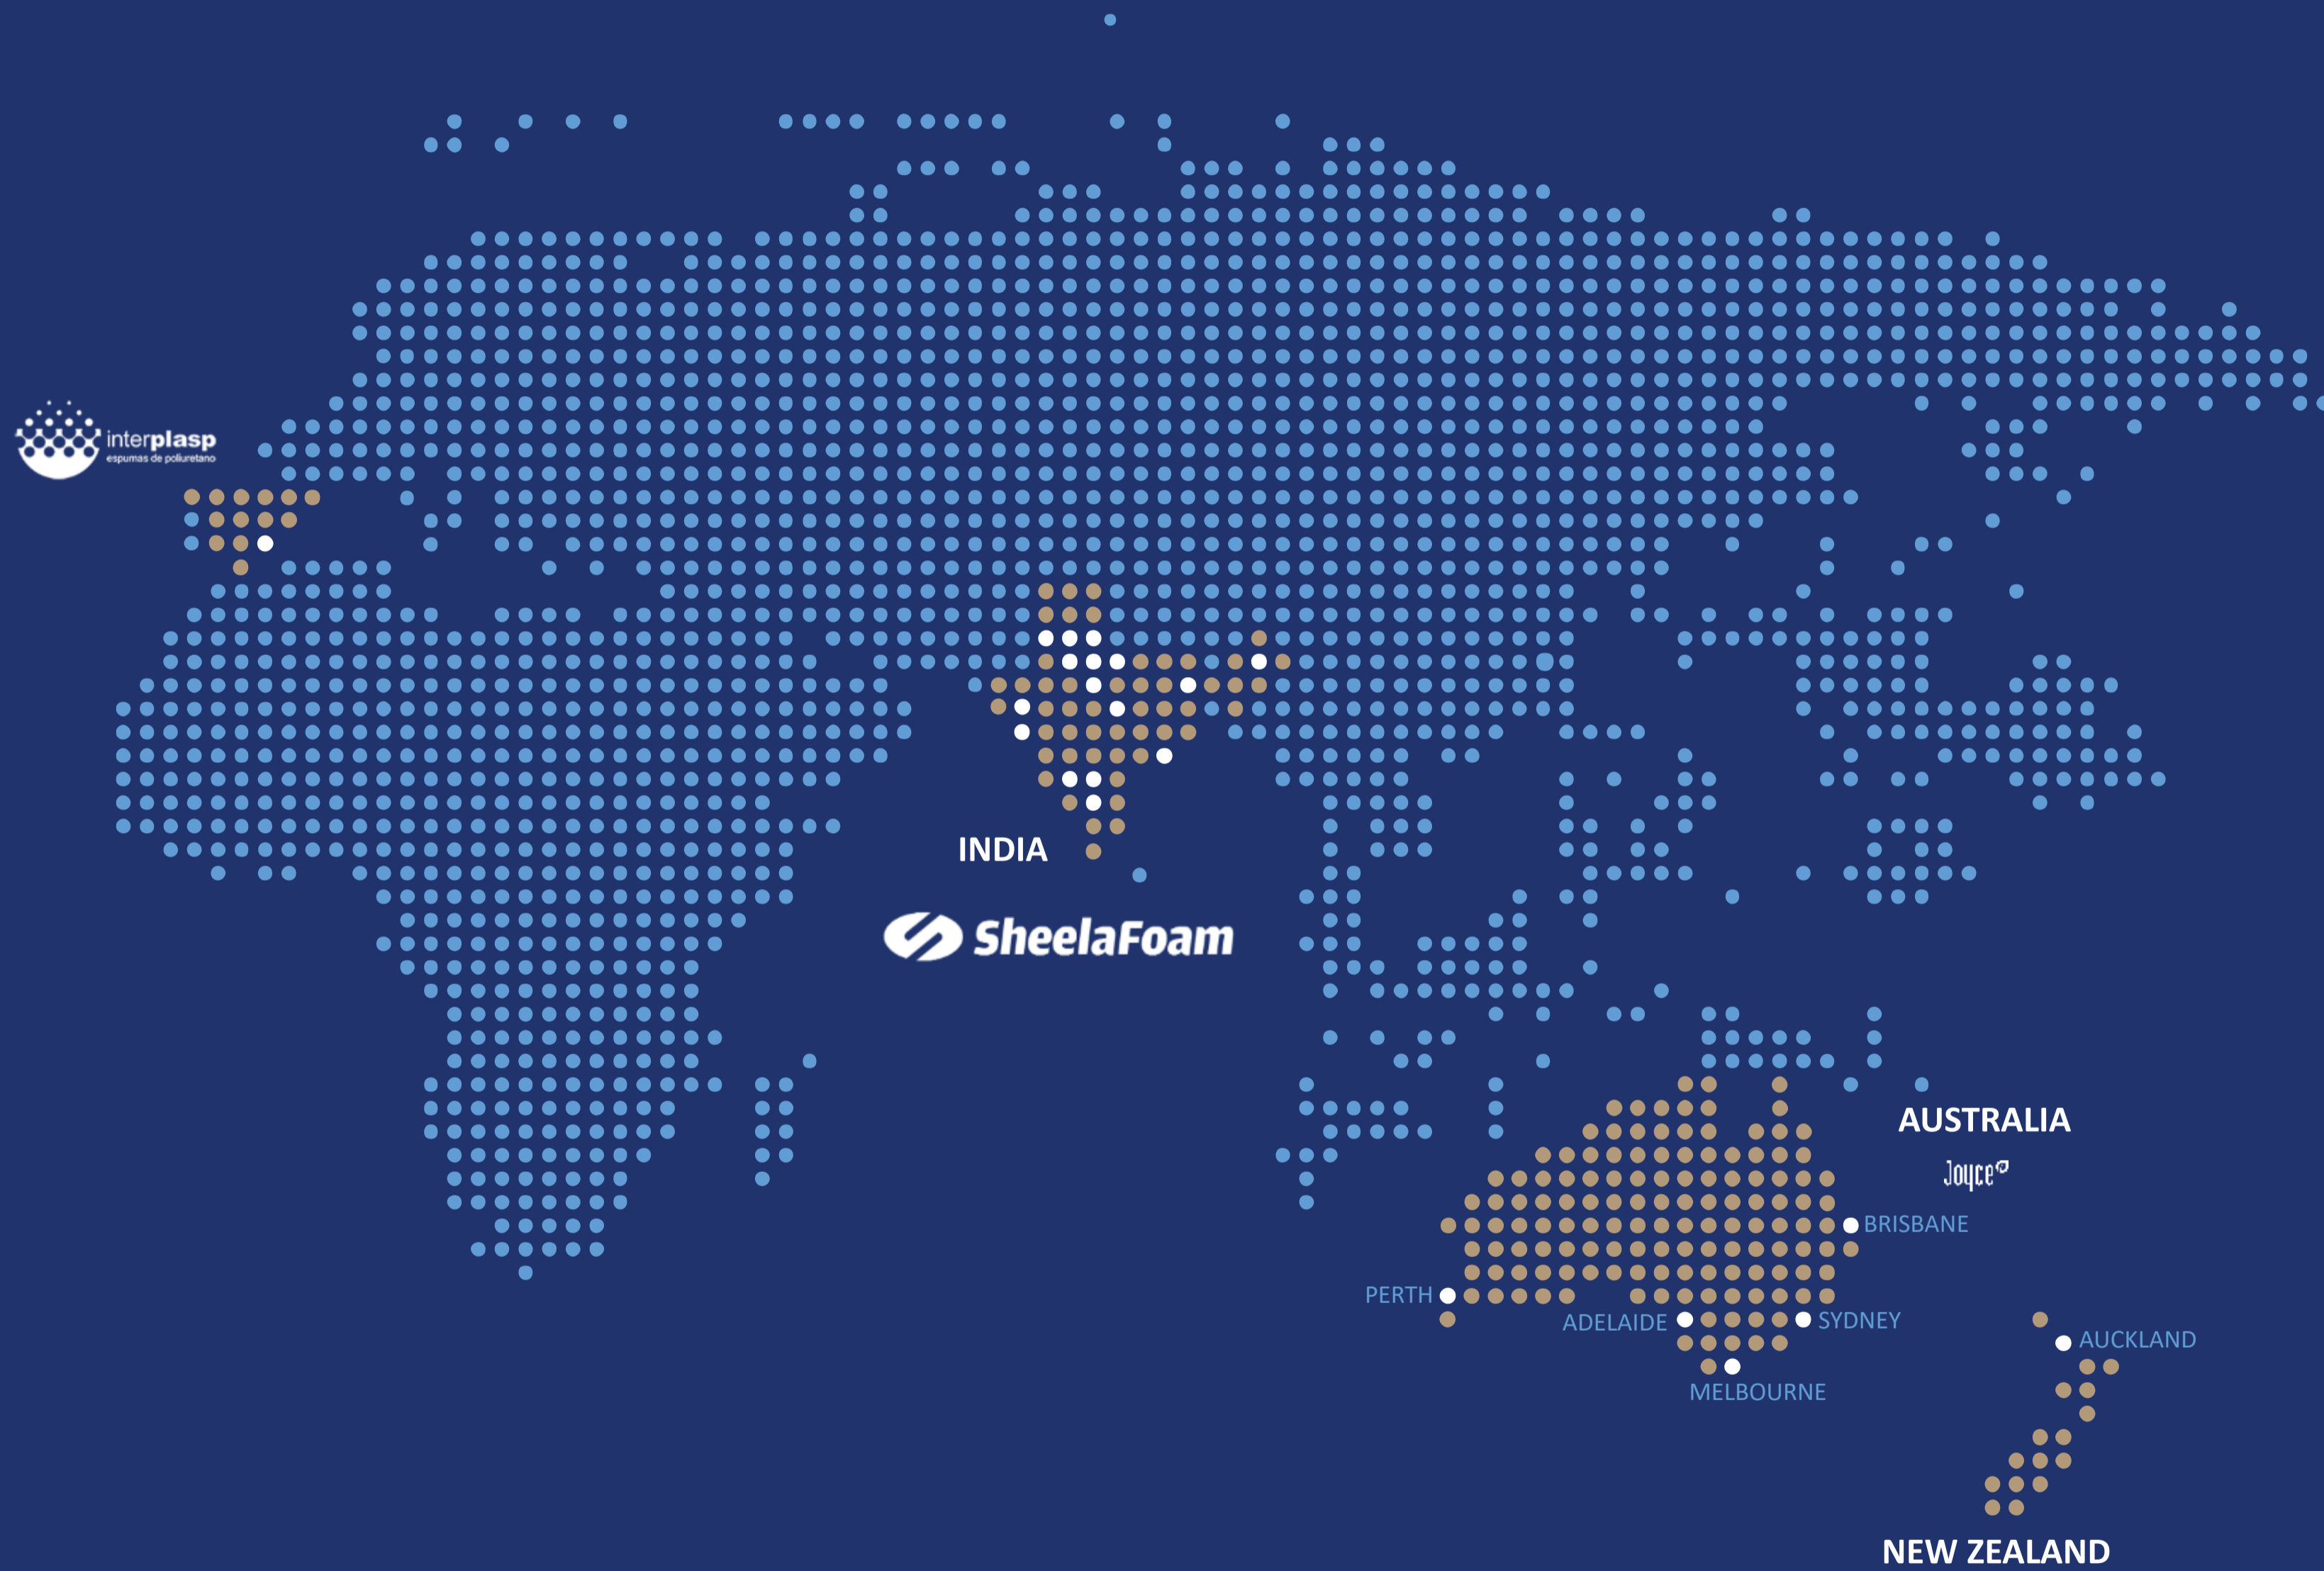 interplasp
espumas de poliuretano
INDIA
SheelaFoam
AUSTRALIA
Joyce
BRISBANE
PERTH
ADELAIDE
SYDNEY
AUCKLAND
MELBOURNE
NEW ZEALAND